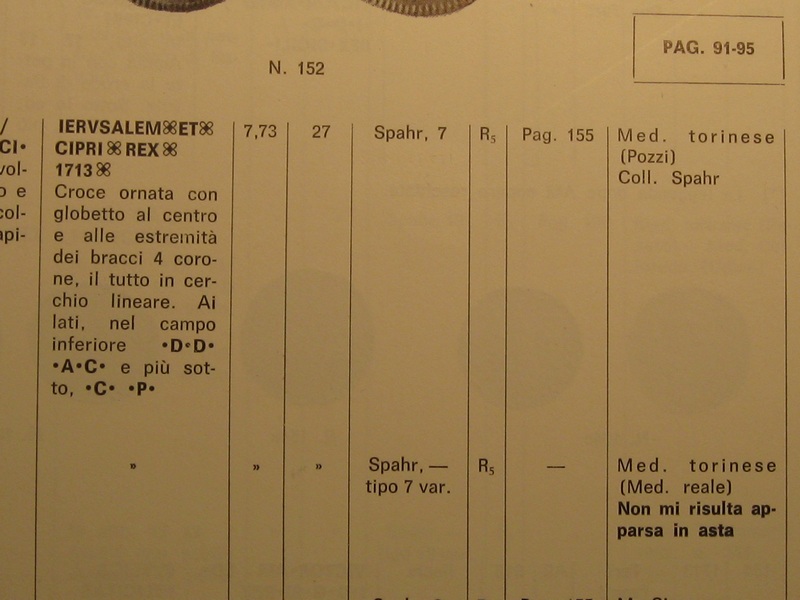 N. 152
PAG. 91-95
/
CI•
vol-
o e
col-
api-
IERVSALEM⌘ET⌘
CIPRI⌘REX⌘
1713⌘
Croce ornata con
globetto al centro
e alle estremità
dei bracci 4 coro-
ne, il tutto in cer-
chio lineare. Ai
lati, nel campo
inferiore •D•D•
•A•C• e più sot-
to, •C• •P•
7,73
27
Spahr, 7
R5
Pag. 155
Med. torinese
(Pozzi)
Coll. Spahr
»
»
»
Spahr, —
tipo 7 var.
R5
—
Med. torinese
(Med. reale)
Non mi risulta ap-
parsa in asta